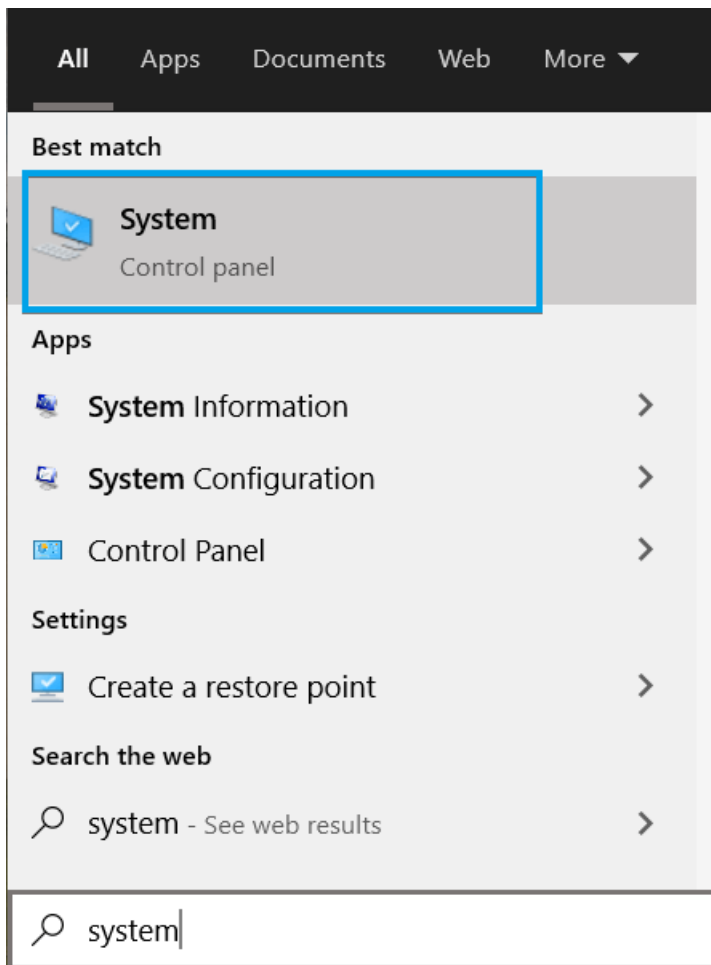 All Apps Documents Web More
Best match
System
Control panel
Apps
System Information
System Configuration
Control Panel
Settings
Create a restore point
Search the web
system - See web results
system